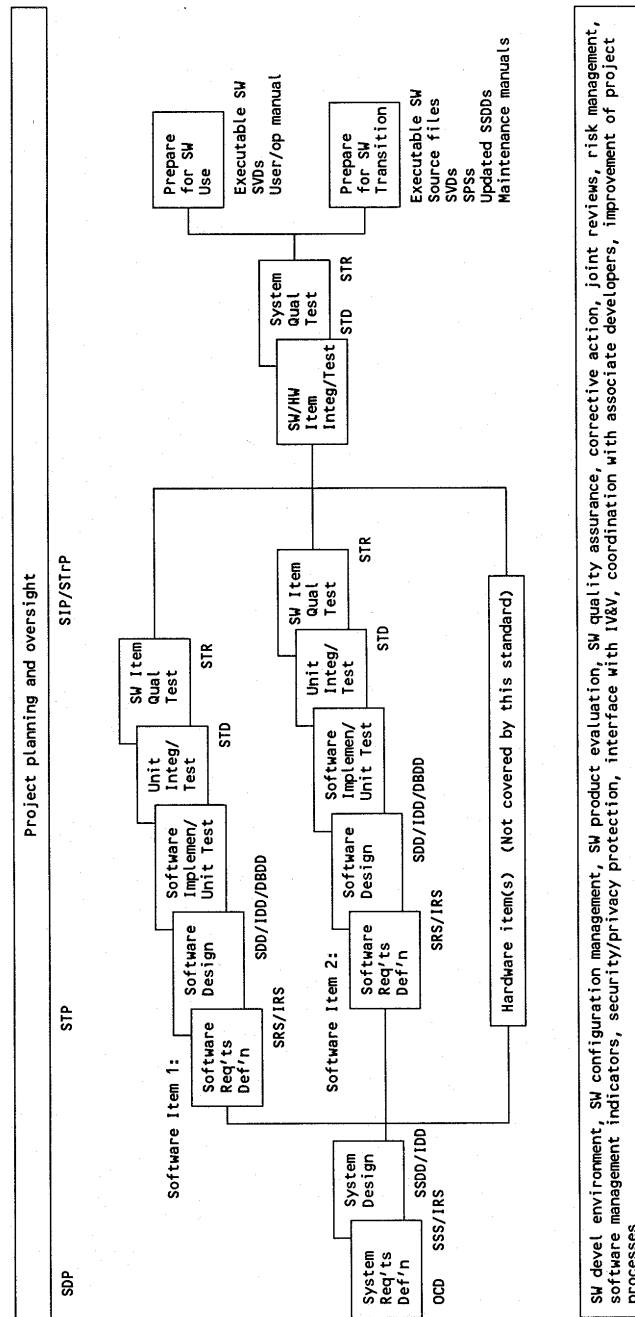 Project planning and oversight
SDP
STP
SIP/STrP
System
Req'ts
Def'n
OCD
System
Design
SSS/IRS
SSDD/IDD
Software Item 1:
Software
Req'ts
Def'n
SRS/IRS
Software
Design
SDD/IDD/DBDD
Software
Implemen/
Unit Test
Unit
Integ/
Test
STD
SW Item
Qual
Test
STR
Software Item 2:
Software
Req'ts
Def'n
SRS/IRS
Software
Design
SDD/IDD/DBDD
Software
Implemen/
Unit Test
Unit
Integ/
Test
STD
SW Item
Qual
Test
STR
Hardware item(s) (Not covered by this standard)
SW/HW
Item
Integ/Test
STD
System
Qual
Test
STR
Prepare
for SW
Use
Executable SW
SVDs
User/op manual
Prepare
for SW
Transition
Executable SW
Source files
SVDs
SPSs
Updated SSDDs
Maintenance manuals
SW devel environment, SW configuration management, SW product evaluation, SW quality assurance, corrective action, joint reviews, risk management,
software management indicators, security/privacy protection, interface with IV&V, coordination with associate developers, improvement of project
processes